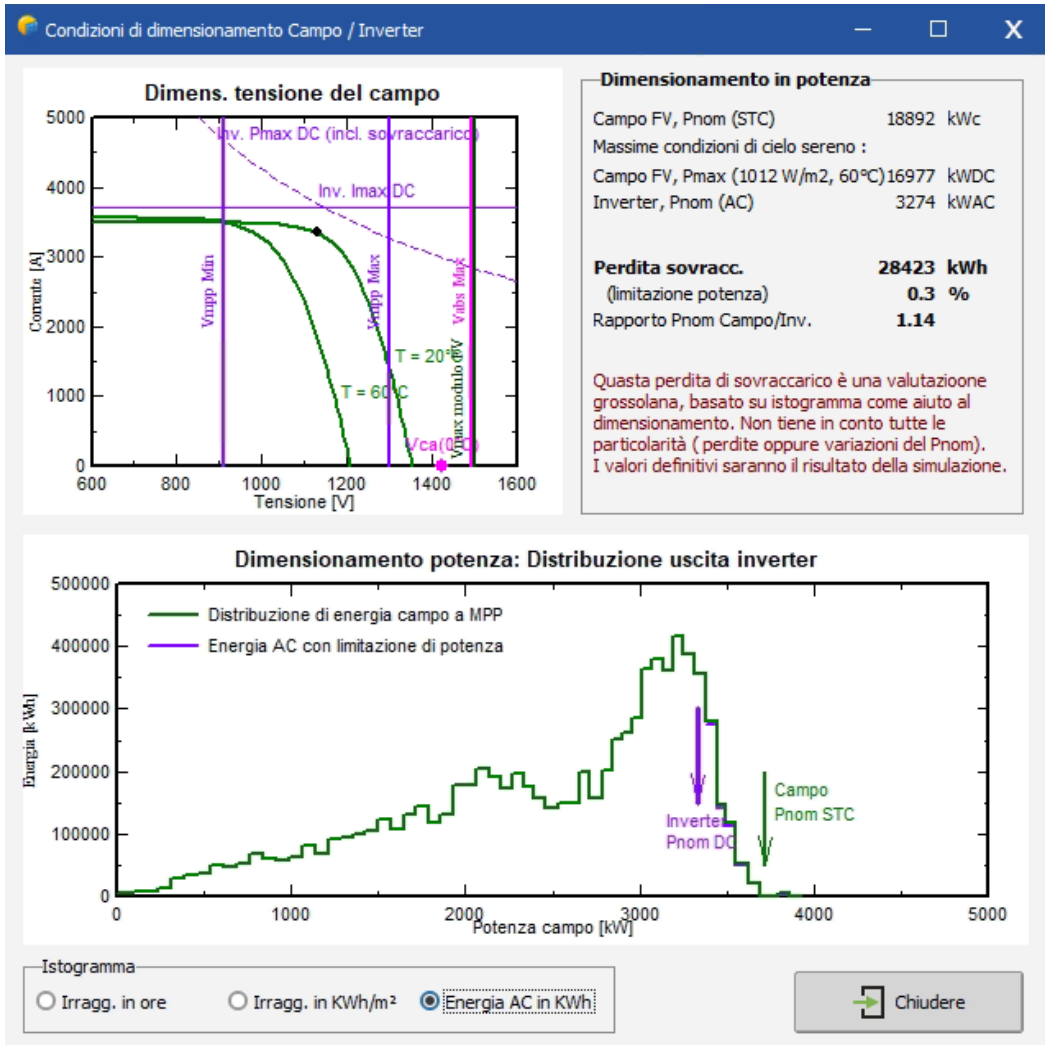 Condizioni di dimensionamento Campo / Inverter
Dimens. tensione del campo
5000
4000
3000
2000
1000
0
Corrente [A]
600
800
1000
1200
1400
1600
Tensione [V]
Inv. Pmax DC (incl. sovraccarico)
Inv. Imax DC
Vmpp Min
Vmpp Max
Vabs Max
Vmax modulo FV
T = 20°C
T = 60°C
Vca(0°C)
Dimensionamento in potenza
Campo FV, Pnom (STC) 18892 kWc
Massime condizioni di cielo sereno :
Campo FV, Pmax (1012 W/m2, 60°C) 16977 kWDC
Inverter, Pnom (AC) 3274 kWAC
Perdita sovracc. 28423 kWh
(limitazione potenza) 0.3 %
Rapporto Pnom Campo/Inv. 1.14
Quasta perdita di sovraccarico è una valutazioone
grossolana, basato su istogramma come aiuto al
dimensionamento. Non tiene in conto tutte le
particolarità ( perdite oppure variazioni del Pnom).
I valori definitivi saranno il risultato della simulazione.
Dimensionamento potenza: Distribuzione uscita inverter
500000
400000
300000
200000
100000
0
Energia [kWh]
Distribuzione di energia campo a MPP
Energia AC con limitazione di potenza
Inverter
Pnom DC
Campo
Pnom STC
0
1000
2000
3000
4000
5000
Potenza campo [kW]
Istogramma
Irragg. in ore
Irragg. in KWh/m²
Energia AC in KWh
Chiudere